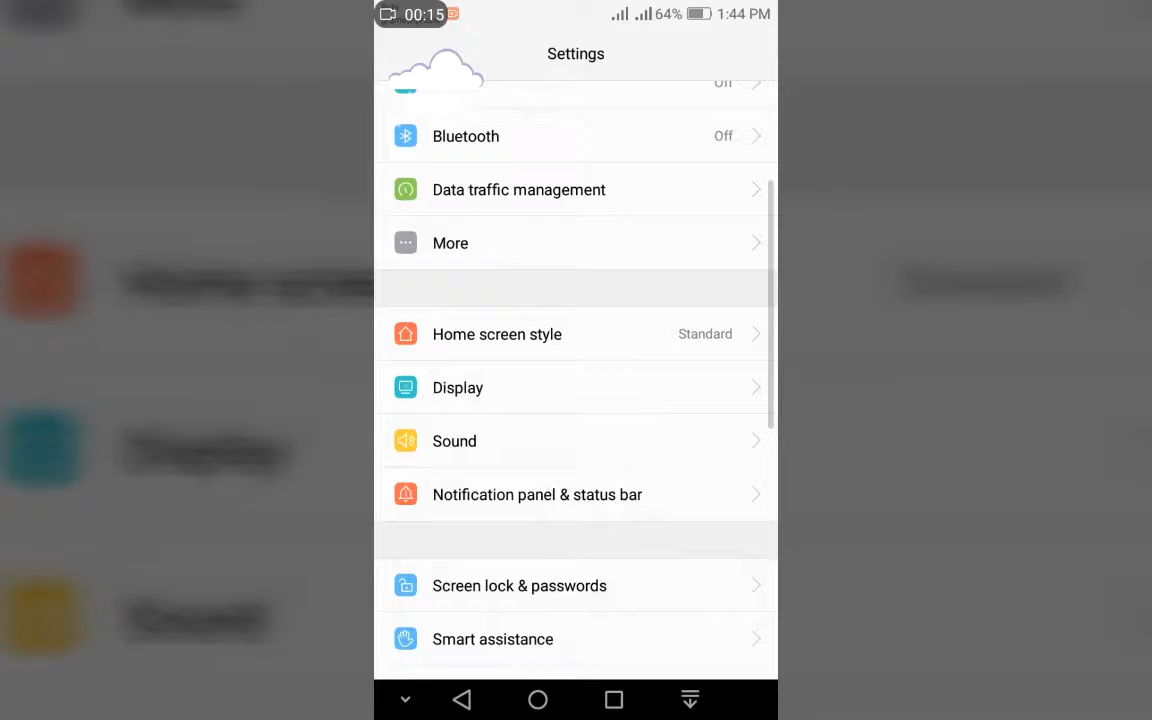 00:15 64% 1:44 PM
Settings
Off
Bluetooth Off
Data traffic management
More
Home screen style Standard
Display
Sound
Notification panel & status bar
Screen lock & passwords
Smart assistance